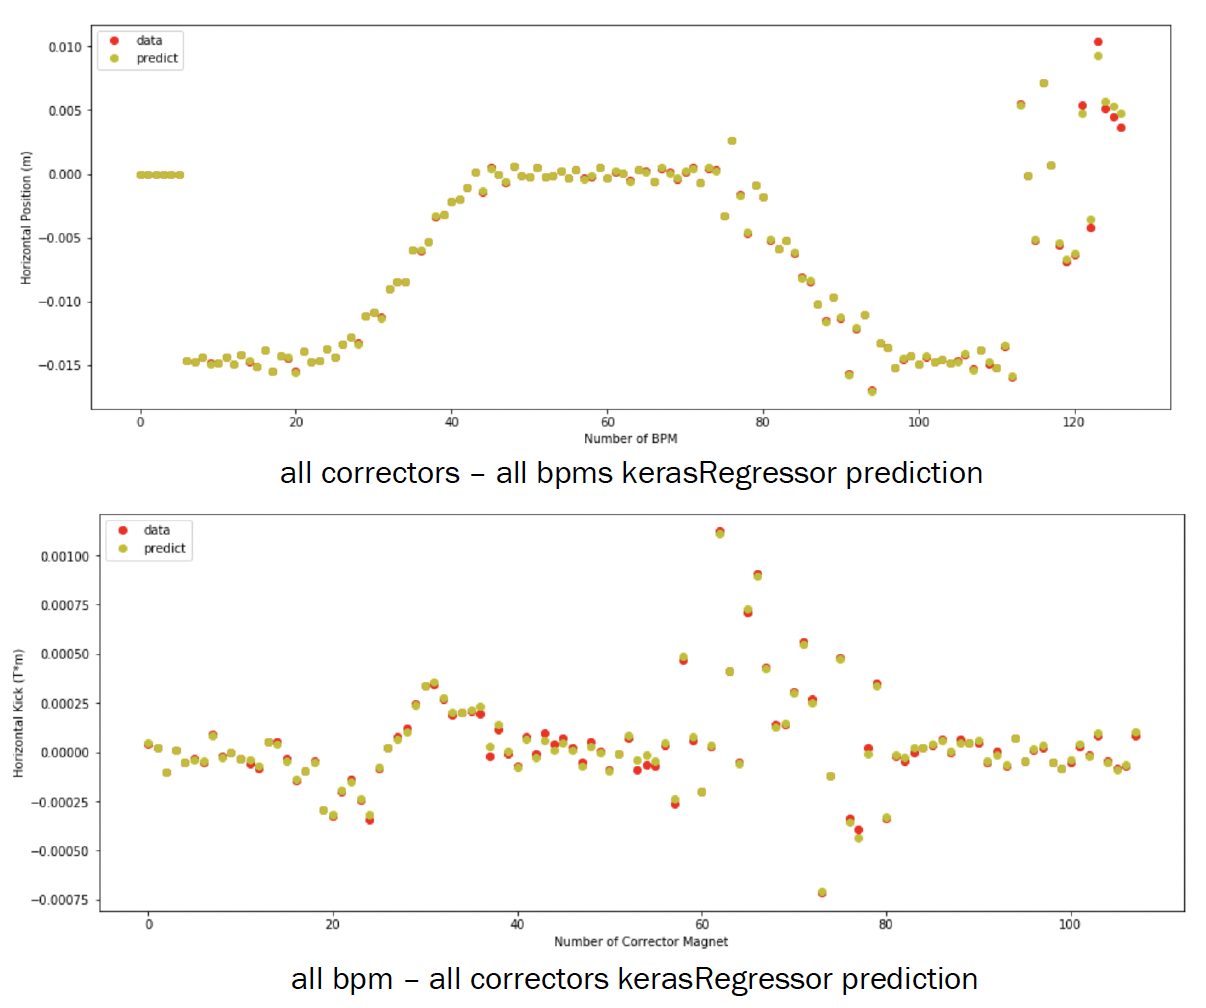 data
predict
0.010
0.005
0.000
−0.005
−0.010
−0.015
Horizontal Position (m)
0 20 40 60 80 100 120
Number of BPM
all correctors – all bpms kerasRegressor prediction
data
predict
0.00100
0.00075
0.00050
0.00025
0.00000
−0.00025
−0.00050
−0.00075
Horizontal Kick (T*m)
0 20 40 60 80 100
Number of Corrector Magnet
all bpm – all correctors kerasRegressor prediction